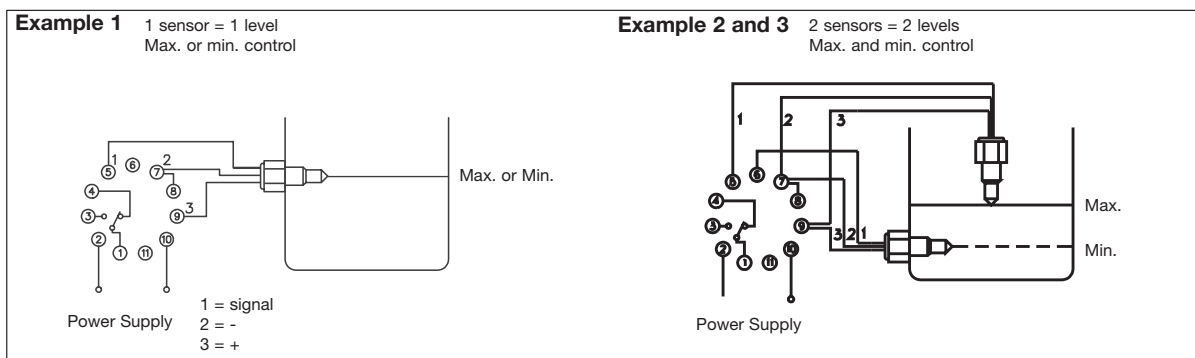 Example 1
1 sensor = 1 level
Max. or min. control
1
2
5
6
7
4
8
3
3
9
2
10
1
11
Max. or Min.
Power Supply
1 = signal
2 = -
3 = +
Example 2 and 3
2 sensors = 2 levels
Max. and min. control
1
2
3
5
6
7
4
8
3
9
3 2 1
2
10
1
11
Max.
Min.
Power Supply